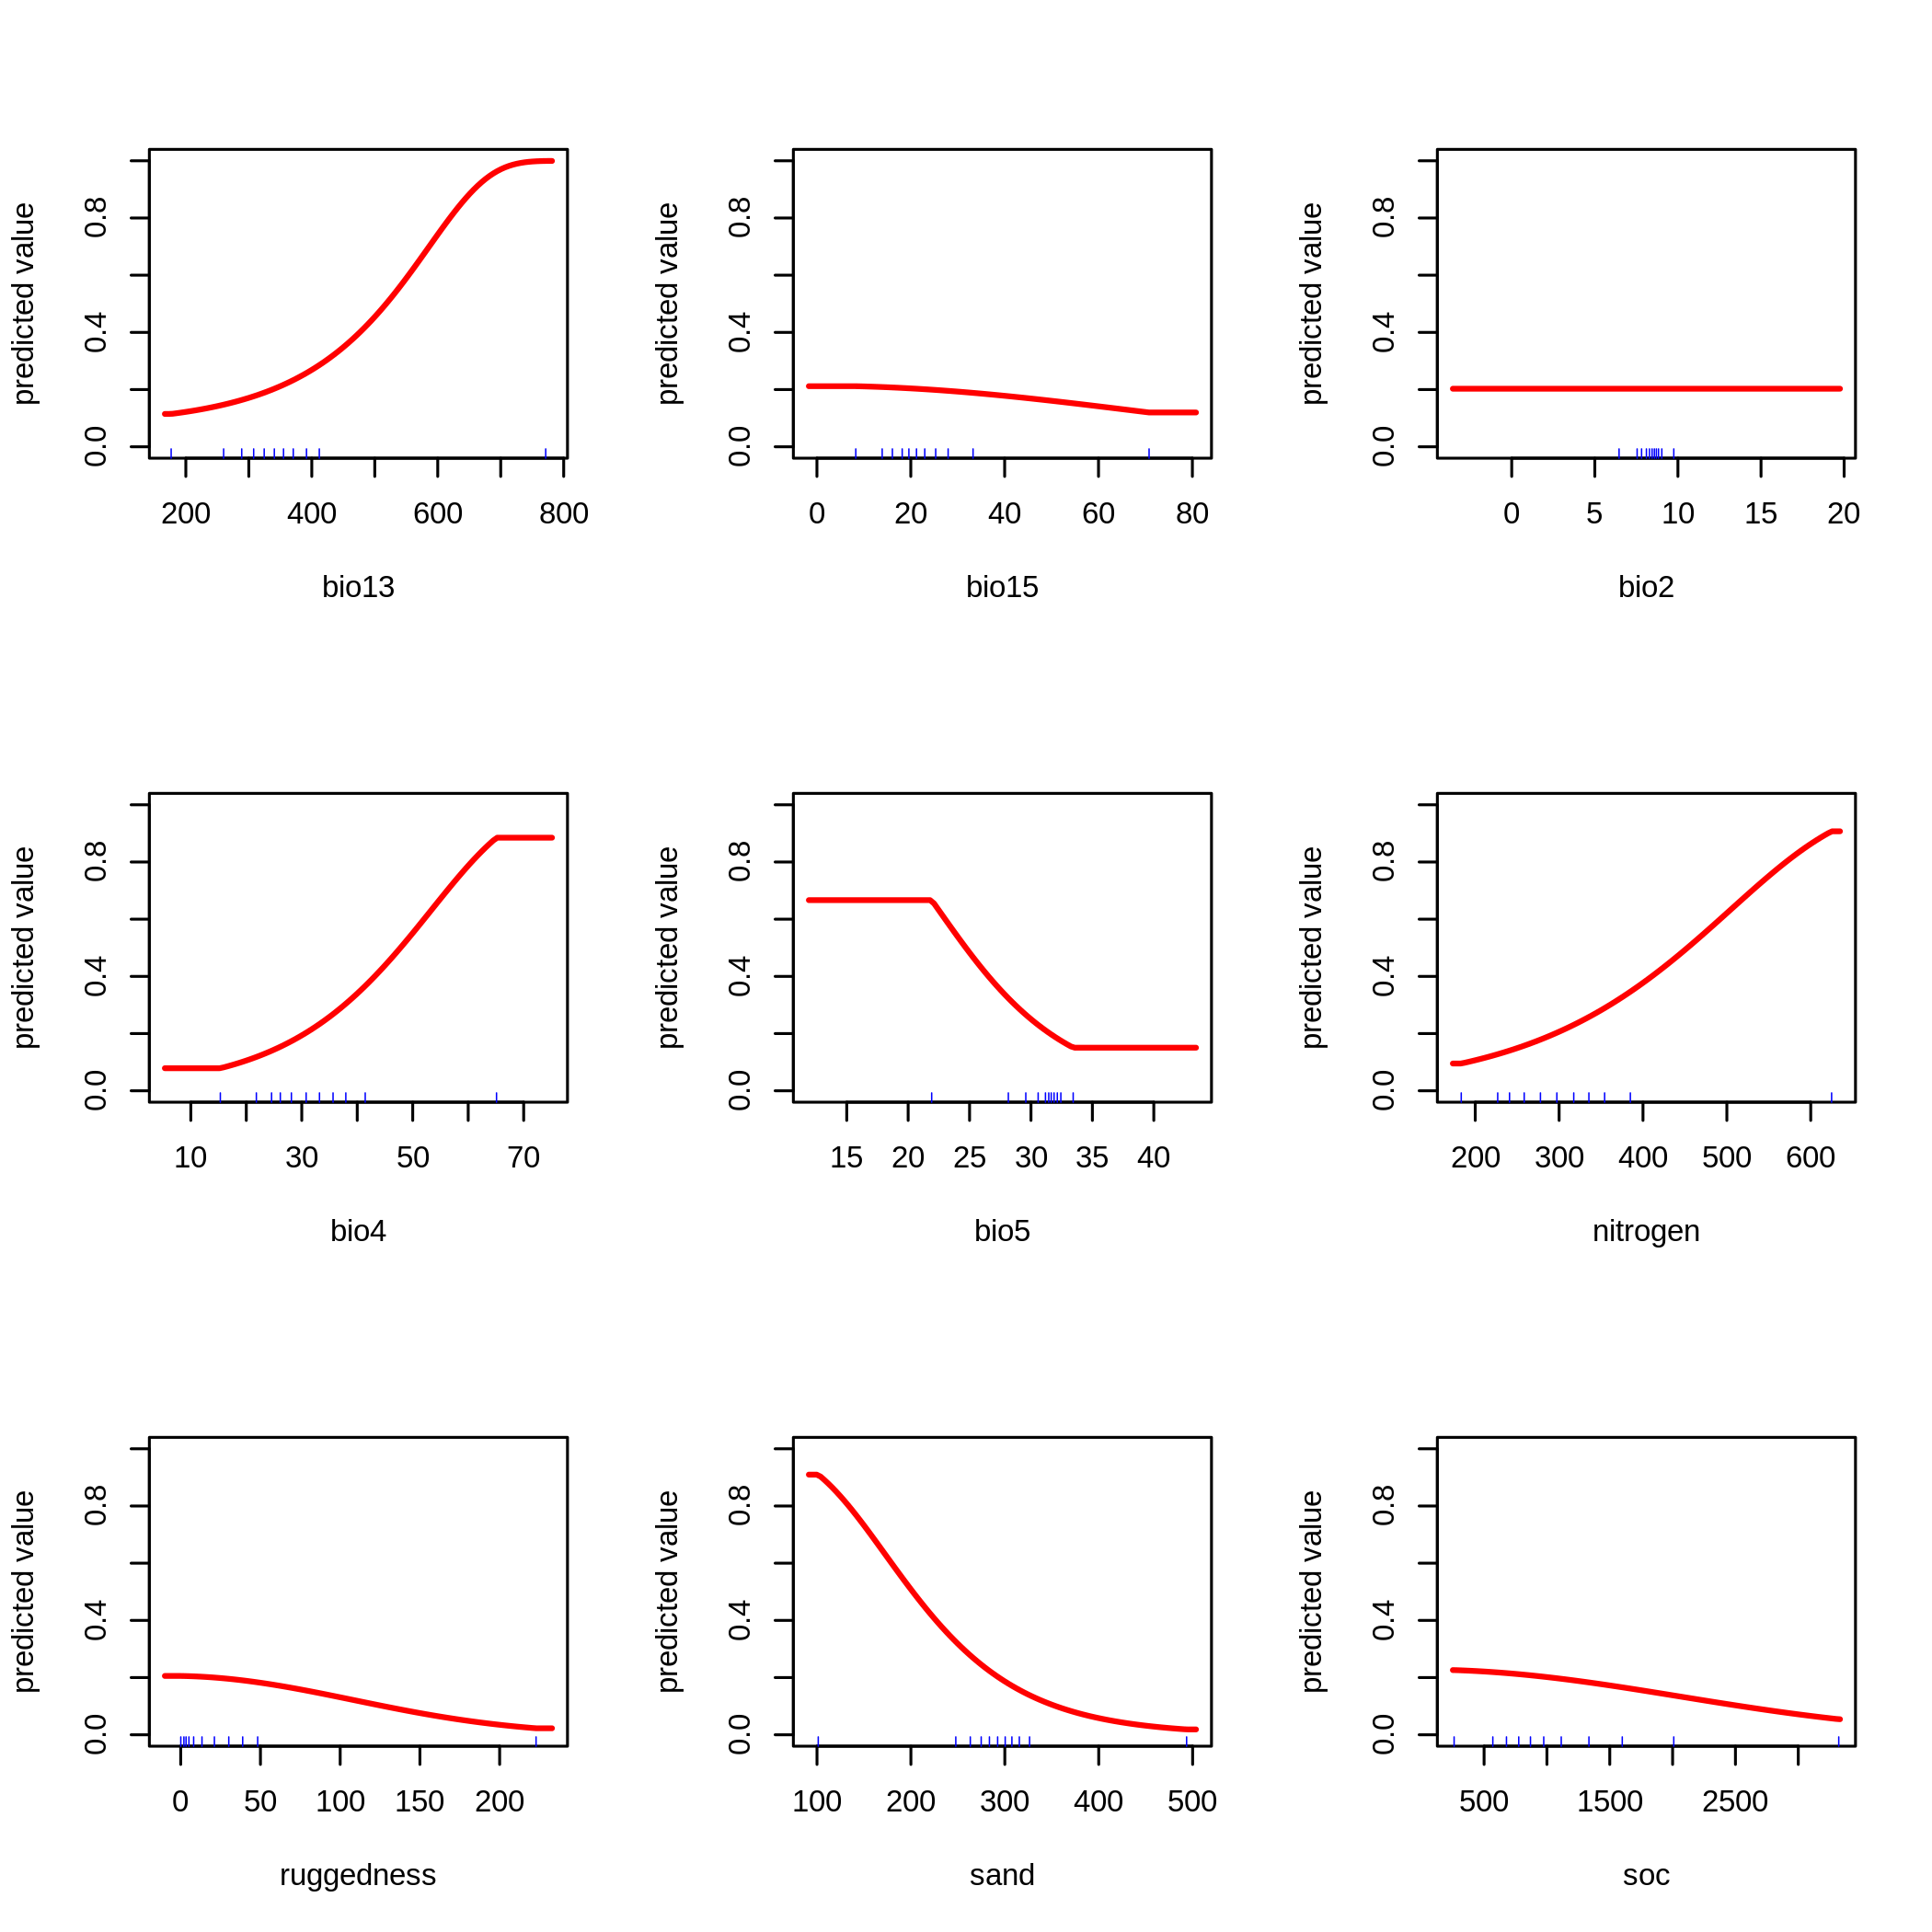 predicted value
0.0 0.4 0.8
200 400 600 800
bio13
predicted value
0.0 0.4 0.8
0 20 40 60 80
bio15
predicted value
0.0 0.4 0.8
0 5 10 15 20
bio2
predicted value
0.0 0.4 0.8
10 30 50 70
bio4
predicted value
0.0 0.4 0.8
15 20 25 30 35 40
bio5
predicted value
0.0 0.4 0.8
200 300 400 500 600
nitrogen
predicted value
0.0 0.4 0.8
0 50 100 150 200
ruggedness
predicted value
0.0 0.4 0.8
100 200 300 400 500
sand
predicted value
0.0 0.4 0.8
500 1500 2500
soc